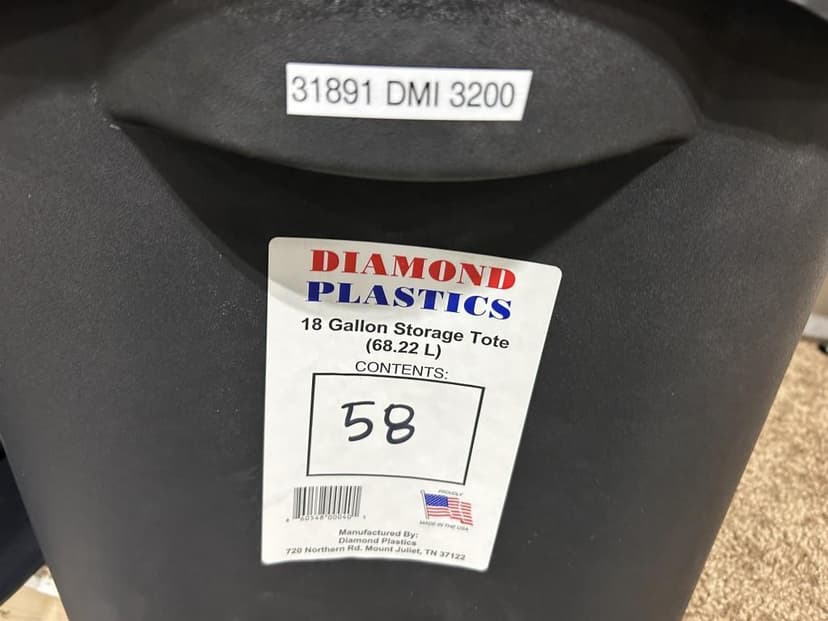 31891 DMI 3200
DIAMOND
PLASTICS
18 Gallon Storage Tote
(68.22 L)
CONTENTS:
58
PROUDLY
MADE IN THE USA
Manufactured By:
Diamond Plastics
720 Northern Rd. Mount Juliet, TN 37122